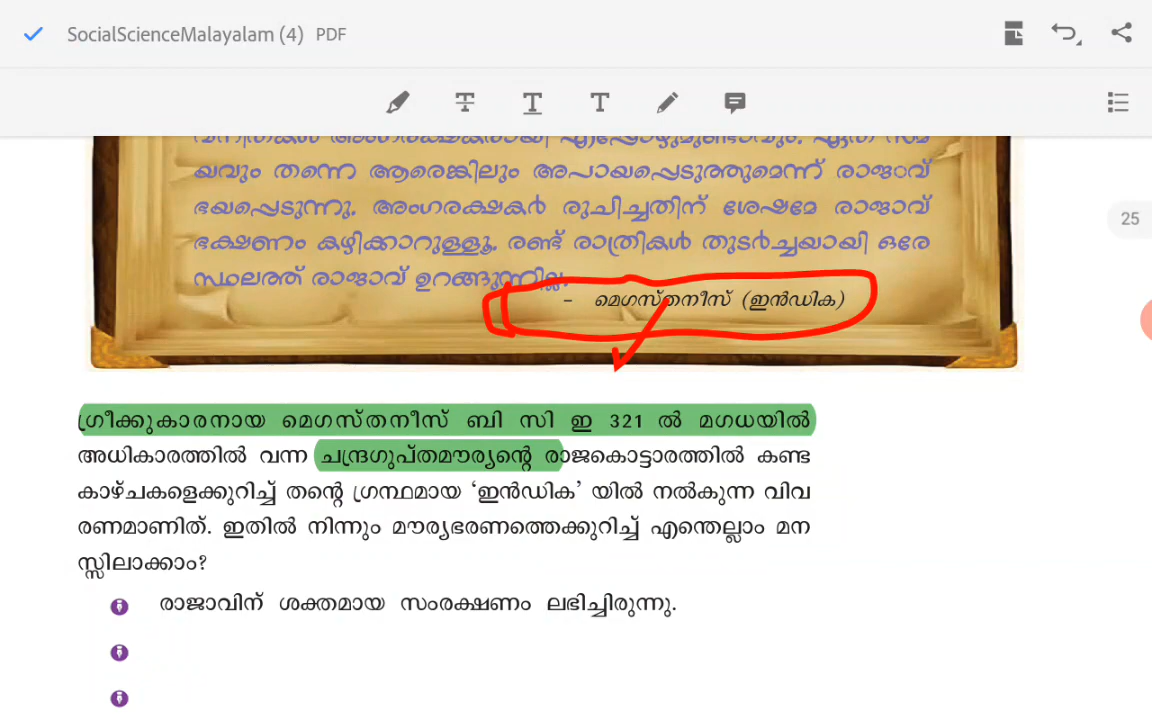 SocialScienceMalayalam (4) PDF
യവും തന്നെ ആരെങ്കിലും അപായപ്പെടുത്തുമെന്ന് രാജാവ്
25
ഭയപ്പെടുന്നു. അംഗരക്ഷകർ രുചിച്ചതിന് ശേഷമേ രാജാവ്
ഭക്ഷണം കഴിക്കാറുള്ളൂ. രണ്ട് രാത്രികൾ തുടർച്ചയായി ഒരേ
സ്ഥലത്ത് രാജാവ് ഉറങ്ങുന്നില്ല.
- മെഗസ്തനീസ് (ഇൻഡിക)
ഗ്രീക്കുകാരനായ മെഗസ്തനീസ് ബി സി ഇ 321 ൽ മഗധയിൽ
അധികാരത്തിൽ വന്ന ചന്ദ്രഗുപ്തമൗര്യന്റെ രാജകൊട്ടാരത്തിൽ കണ്ട
കാഴ്ചകളെക്കുറിച്ച് തന്റെ ഗ്രന്ഥമായ ‘ഇൻഡിക’ യിൽ നൽകുന്ന വിവ
രണമാണിത്. ഇതിൽ നിന്നും മൗര്യഭരണത്തെക്കുറിച്ച് എന്തെല്ലാം മന
സ്സിലാക്കാം?
രാജാവിന് ശക്തമായ സംരക്ഷണം ലഭിച്ചിരുന്നു.